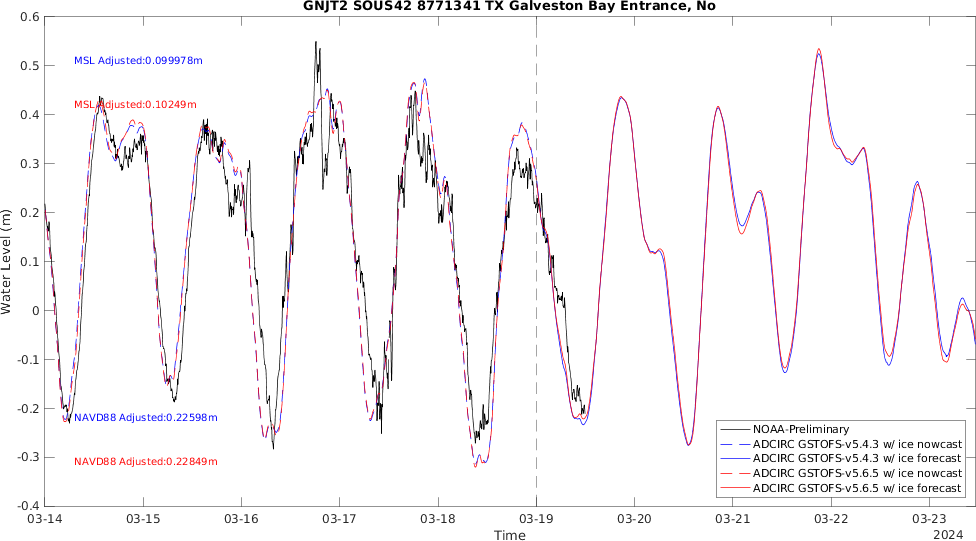 GNJT2 SOUS42 8771341 TX Galveston Bay Entrance, No
0.6
0.5
0.4
0.3
0.2
0.1
0
-0.1
-0.2
-0.3
-0.4
Water Level (m)
MSL Adjusted:0.099978m
MSL Adjusted:0.10249m
NAVD88 Adjusted:0.22598m
NAVD88 Adjusted:0.22849m
NOAA-Preliminary
ADCIRC GSTOFS-v5.4.3 w/ ice nowcast
ADCIRC GSTOFS-v5.4.3 w/ ice forecast
ADCIRC GSTOFS-v5.6.5 w/ ice nowcast
ADCIRC GSTOFS-v5.6.5 w/ ice forecast
03-14 03-15 03-16 03-17 03-18 03-19 03-20 03-21 03-22 03-23
Time
2024